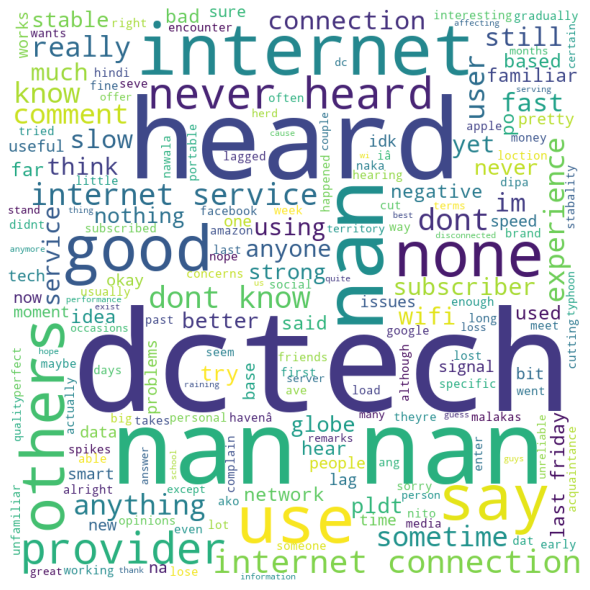 wants
stable
right
bad
sure
connection
interesting
gradually
encounter
works
really
internet
still
affecting
certain
hindi
seve
much
familiar
based
months
know
fine
offer
never heard
user
dc
often
serving
comment
tried
useful
slow
nawala
portable
heard
herd
cause
couple
lagged
happened
idk
yet
po
fast
pretty
apple
iâ
far
think
little
naka
hearing
never
money
loction
internet service
negative
dipa
cut
territory
way
didnt
stand
thing
nothing
one
using
im
speed
brand
stabality
anymore
subscribed
facebook
week
wi
best
terms
disconnected
experience
service
good
amazon
last
nope
anyone
dont
none
tech
okay
concerns
us
social
strong
quite
cutting
typhoon
now
usually
performance
exist
dont know
subscriber
moment
idea
better
said
issues
enough
long
wifi
used
meet
occasions
past
seem
google
loss
hope
maybe
days
problems
raining
friends
first
server
lost
bit
specific
went
although
signal
qualityperfect
actually
others
dctech
nan
try
base
ave
load
big
takes
personal
havenâ
globe
many
theyre
guess
malakas
data
spikes
able
answer
school
complain
hear
remarks
enter
guys
unreliable
acquaintance
last friday
nan nan
use
say
anything
smart
people
lag
pldt
unfamiliar
alright
except
ako
network
ang
sorry
person
time
nito
new
opinions
even
lot
someone
media
dat
early
provider
sometime
great
working
thank
na
lose
information
internet connection